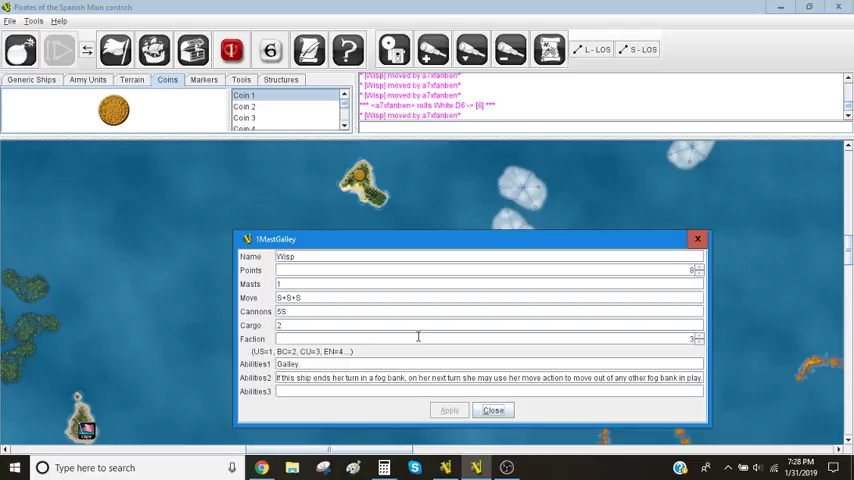 Pirates of the Spanish Main controls
File Tools Help
L - LOS
S - LOS
Generic Ships Army Units Terrain Coins Markers Tools Structures
Coin 1
Coin 2
Coin 3
Coin 4
* [Wisp] moved by a7xfanben*
* [Wisp] moved by a7xfanben*
* [Wisp] moved by a7xfanben*
*** <a7xfanben> rolls White D6 -> [6] ***
* [Wisp] moved by a7xfanben*
1MastGalley
Name Wisp
Points 8
Masts 1
Move S+S+S
Cannons 5S
Cargo 2
Faction 3
(US=1, BC=2, CU=3, EN=4...)
Abilities1 Galley.
Abilities2 If this ship ends her turn in a fog bank, on her next turn she may use her move action to move out of any other fog bank in play.
Abilities3
Apply Close
Type here to search
7:28 PM
1/31/2019